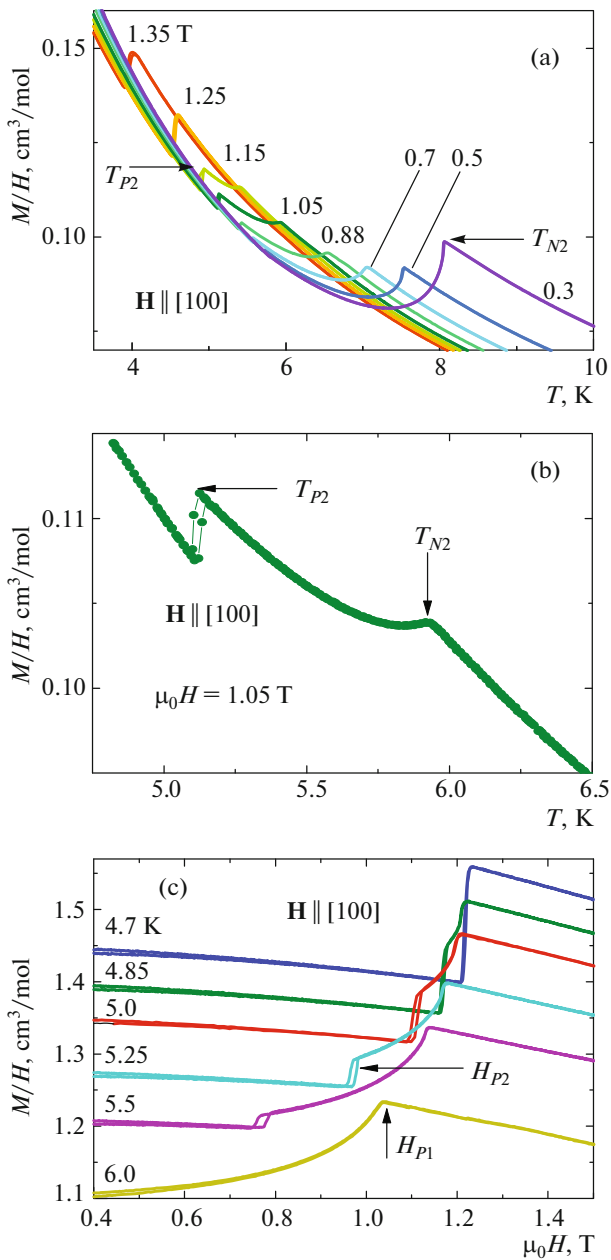 0.15
0.10
M/H, cm³/mol
(a)
1.35 T
1.25
1.15
T_P2
1.05
0.88
0.7
0.5
T_N2
0.3
H || [100]
4
6
8
10
T, K
(b)
0.11
0.10
M/H, cm³/mol
T_P2
T_N2
H || [100]
μ₀H = 1.05 T
5.0
5.5
6.0
6.5
T, K
(c)
H || [100]
1.5
1.4
1.3
1.2
1.1
M/H, cm³/mol
4.7 K
4.85
5.0
5.25
5.5
6.0
H_P2
H_P1
0.4
0.6
0.8
1.0
1.2
1.4
μ₀H, T